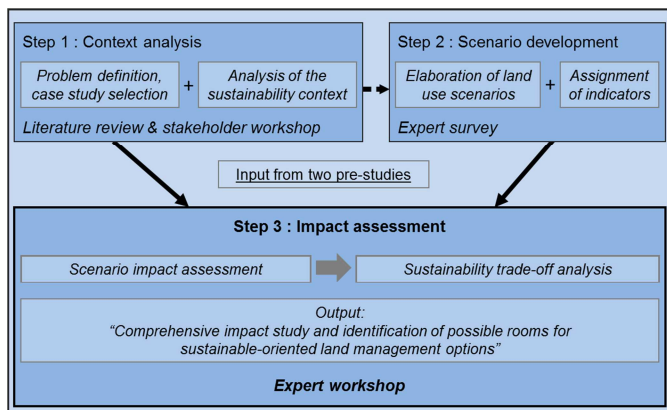 Step 1 : Context analysis
Problem definition,
case study selection
+
Analysis of the
sustainability context
Literature review & stakeholder workshop
Step 2 : Scenario development
Elaboration of land
use scenarios
+
Assignment
of indicators
Expert survey
Input from two pre-studies
Step 3 : Impact assessment
Scenario impact assessment
Sustainability trade-off analysis
Output:
“Comprehensive impact study and identification of possible rooms for
sustainable-oriented land management options”
Expert workshop